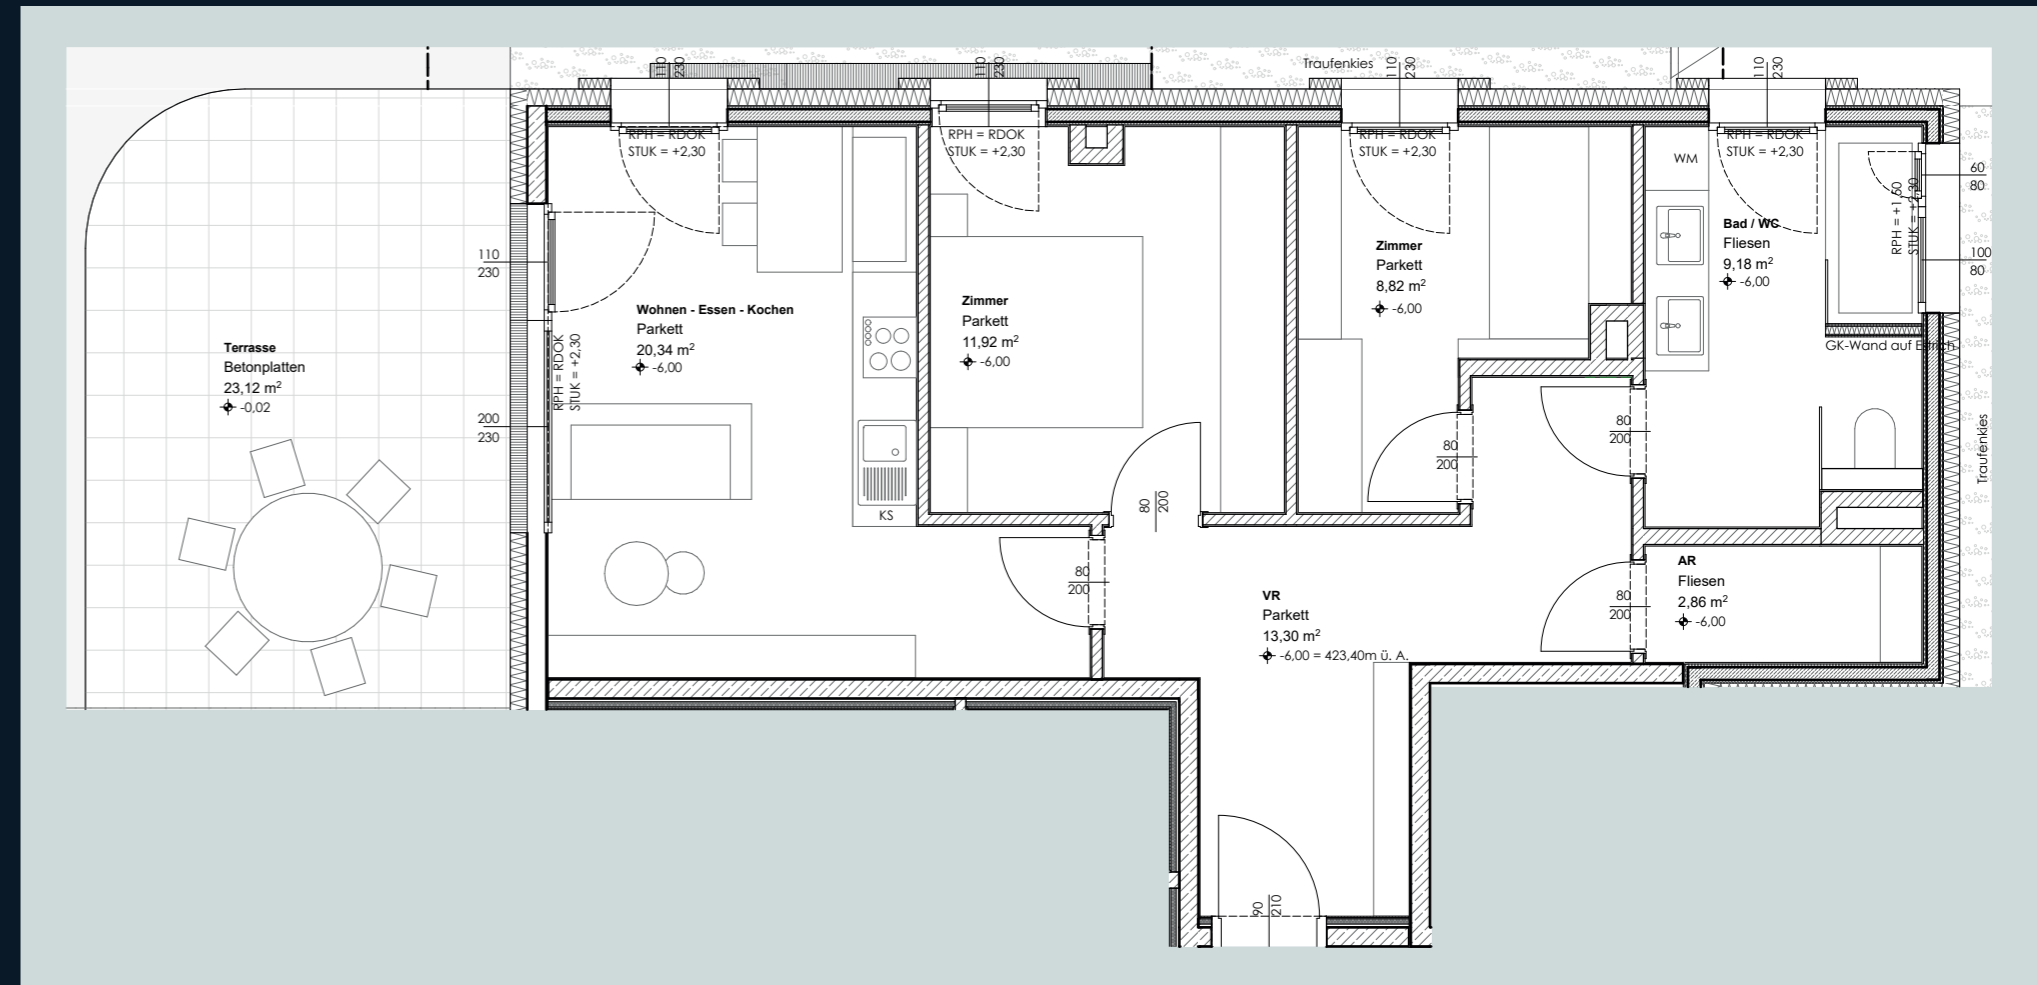 110
230
110
230
Traufenkies
110
230
110
230
RPH = RDOK
STUK = +2,30
RPH = RDOK
STUK = +2,30
RPH = RDOK
STUK = +2,30
RPH = RDOK
STUK = +2,30
WM
60
80
RPH = +1,50
STUK = +2,30
100
80
110
230
Bad / WC
Fliesen
9,18 m²
-6,00
Zimmer
Parkett
8,82 m²
-6,00
Zimmer
Parkett
11,92 m²
-6,00
Wohnen - Essen - Kochen
Parkett
20,34 m²
-6,00
RPH = RDOK
STUK = +2,30
Terrasse
Betonplatten
23,12 m²
-0,02
GK-Wand auf Estrich
200
230
80
200
80
200
Traufenkies
80
200
KS
80
200
80
200
AR
Fliesen
2,86 m²
-6,00
VR
Parkett
13,30 m²
-6,00 = 423,40m ü. A.
90
210